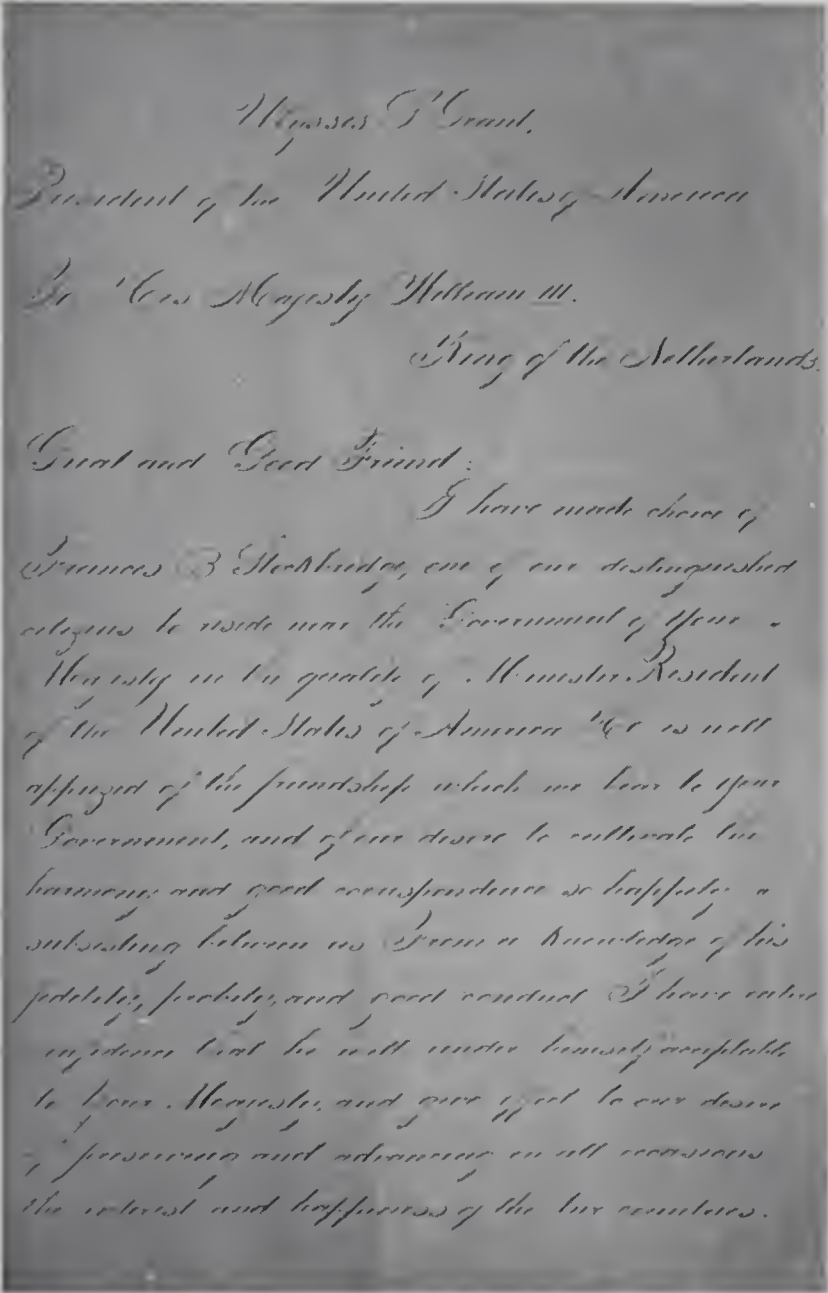 Ulysses S Grant,
President of the United States of America
To His Majesty William III.
King of the Netherlands.
Great and Good Friend:
I have made choice of
Francis B Stockbridge, one of our distinguished
citizens to reside near the Government of Your
Majesty in the quality of Minister Resident
of the United States of America He is well
apprized of the friendship which we bear to your
Government, and of our desire to cultivate the
harmony and good correspondence so happily
subsisting between us From a knowledge of his
fidelity, probity, and good conduct I have entire
confidence that he will render himself acceptable
to Your Majesty, and give effect to our desire
of preserving and advancing on all occasions
the interest and happiness of the two countries.